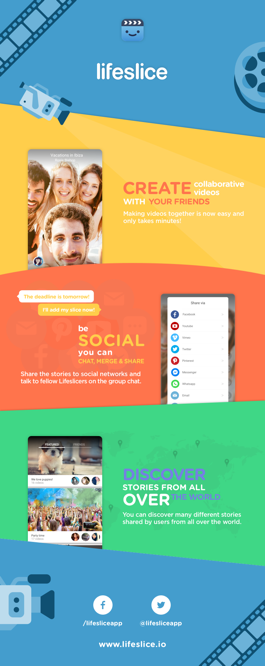 lifeslice
CREATE collaborative
videos
WITH YOUR FRIENDS
Making videos together is now easy and
only takes minutes!
The deadline is tomorrow!
I'll add my slice now!
be
SOCIAL
you can
CHAT, MERGE & SHARE
Share the stories to social networks and
talk to fellow Lifeslicers on the group chat.
Share via
Facebook
Youtube
Vimeo
Twitter
Pinterest
Messenger
Whatsapp
Email
DISCOVER
STORIES FROM ALL
OVER THE WORLD
You can discover many different stories
shared by users from all over the world.
/lifesliceapp
@lifesliceapp
www.lifeslice.io